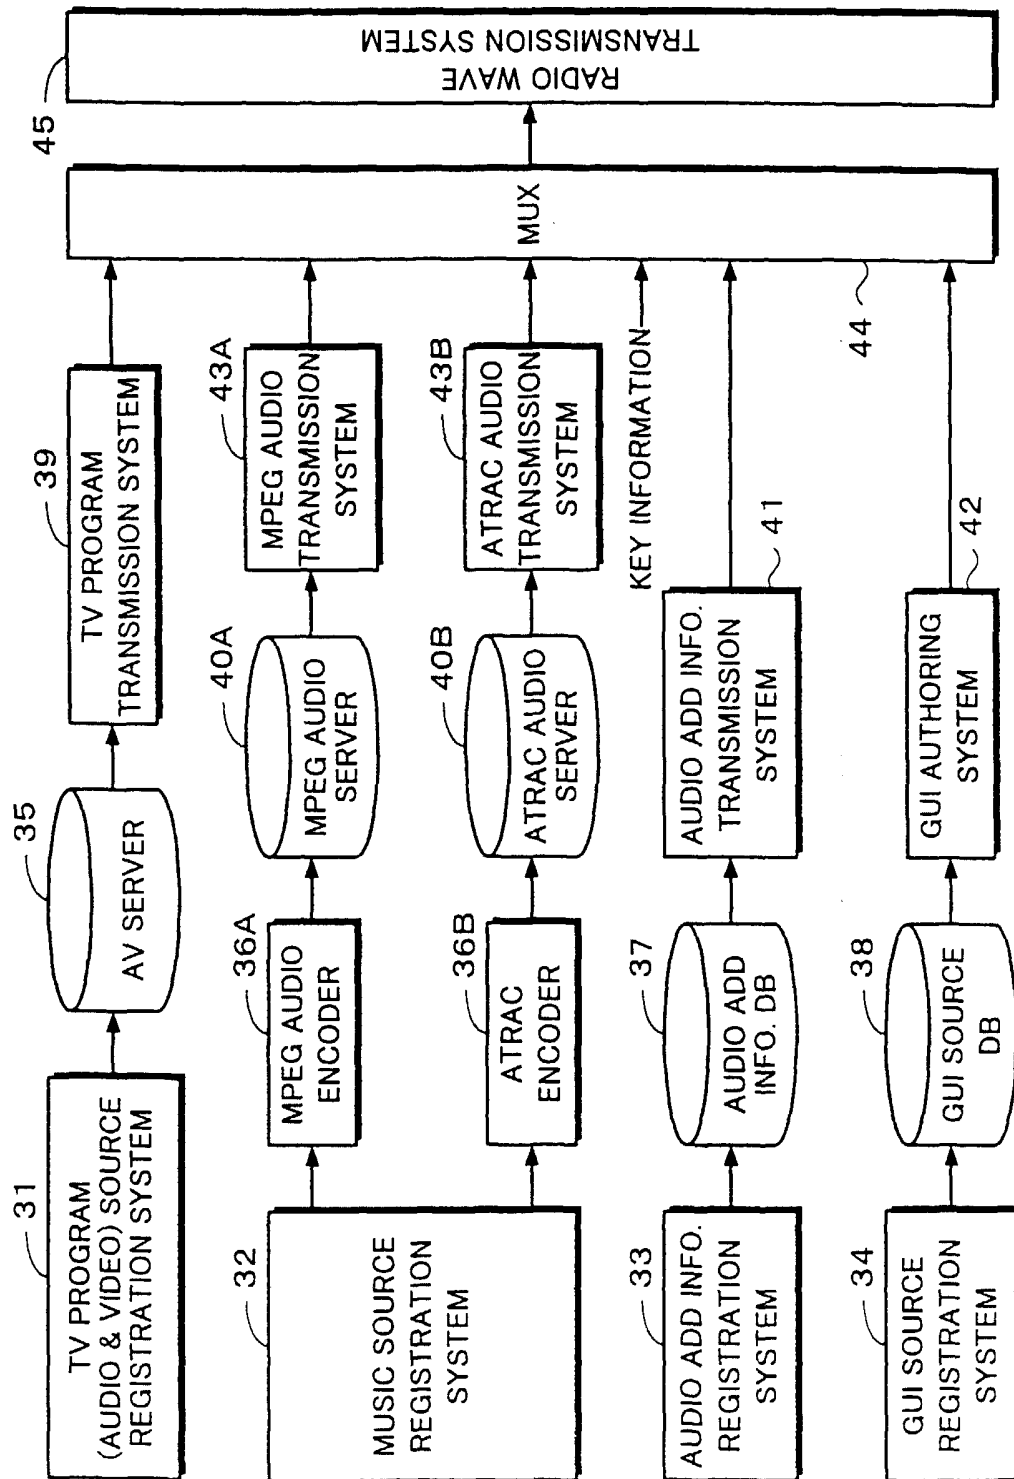 31
TV PROGRAM
(AUDIO & VIDEO) SOURCE
REGISTRATION SYSTEM
35
AV SERVER
39
TV PROGRAM
TRANSMISSION SYSTEM
32
MUSIC SOURCE
REGISTRATION
SYSTEM
36A
MPEG AUDIO
ENCODER
40A
MPEG AUDIO
SERVER
43A
MPEG AUDIO
TRANSMISSION
SYSTEM
36B
ATRAC
ENCODER
40B
ATRAC AUDIO
SERVER
43B
ATRAC AUDIO
TRANSMISSION
SYSTEM
KEY INFORMATION
33
AUDIO ADD INFO.
REGISTRATION
SYSTEM
37
AUDIO ADD
INFO. DB
AUDIO ADD INFO.
TRANSMISSION
SYSTEM
41
34
GUI SOURCE
REGISTRATION
SYSTEM
38
GUI SOURCE
DB
GUI AUTHORING
SYSTEM
42
MUX
44
45
RADIO WAVE
TRANSMISSION SYSTEM